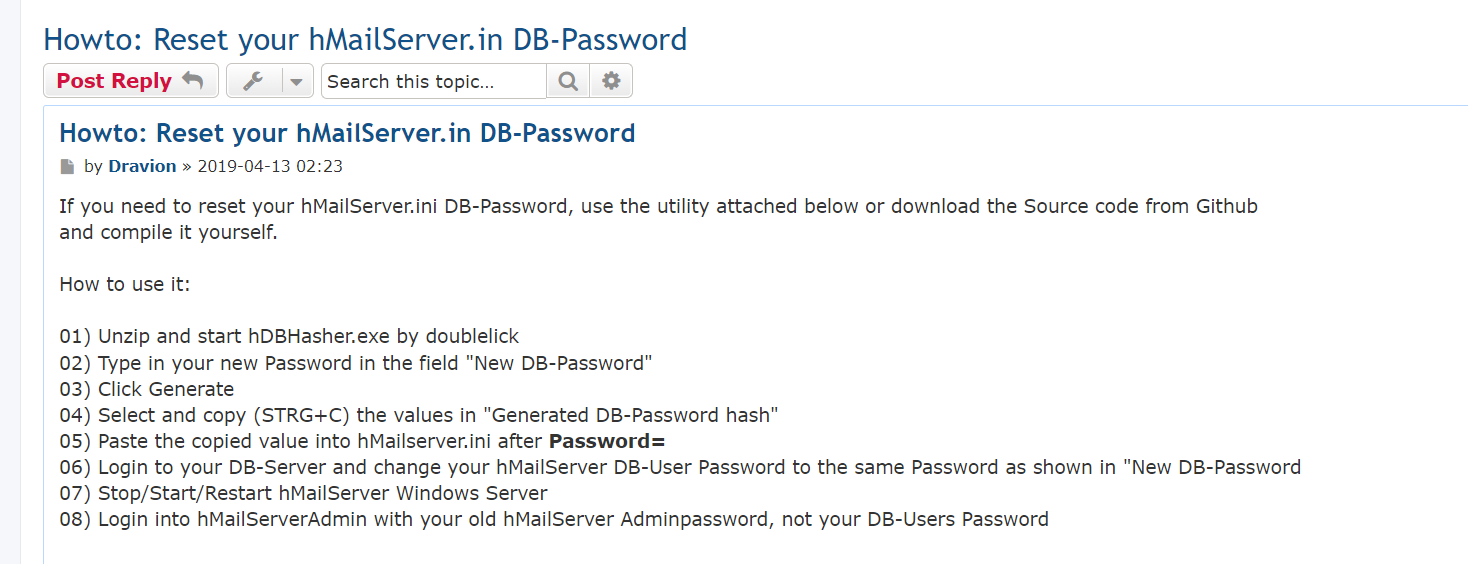 Howto: Reset your hMailServer.in DB-Password
Post Reply
Search this topic…
Howto: Reset your hMailServer.in DB-Password
by Dravion » 2019-04-13 02:23
If you need to reset your hMailServer.ini DB-Password, use the utility attached below or download the Source code from Github
and compile it yourself.
How to use it:
01) Unzip and start hDBHasher.exe by doublelick
02) Type in your new Password in the field "New DB-Password"
03) Click Generate
04) Select and copy (STRG+C) the values in "Generated DB-Password hash"
05) Paste the copied value into hMailserver.ini after Password=
06) Login to your DB-Server and change your hMailServer DB-User Password to the same Password as shown in "New DB-Password
07) Stop/Start/Restart hMailServer Windows Server
08) Login into hMailServerAdmin with your old hMailServer Adminpassword, not your DB-Users Password